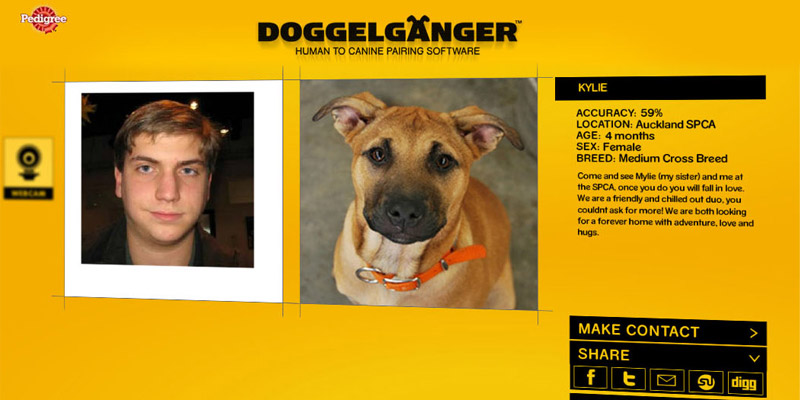 Pedigree
DOGGELGÄNGER™
HUMAN TO CANINE PAIRING SOFTWARE
WEBCAM
KYLIE
ACCURACY: 59%
LOCATION: Auckland SPCA
AGE: 4 months
SEX: Female
BREED: Medium Cross Breed
Come and see Mylie (my sister) and me at
the SPCA, once you do you will fall in love.
We are a friendly and chilled out duo, you
couldnt ask for more! We are both looking
for a forever home with adventure, love and
hugs.
MAKE CONTACT
SHARE
f
t
digg